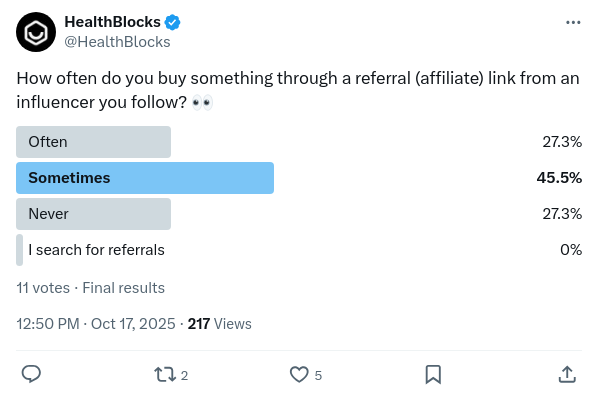 HealthBlocks
@HealthBlocks
How often do you buy something through a referral (affiliate) link from an
influencer you follow? 👀
Often 27.3%
Sometimes 45.5%
Never 27.3%
I search for referrals 0%
11 votes · Final results
12:50 PM · Oct 17, 2025 · 217 Views
2 5